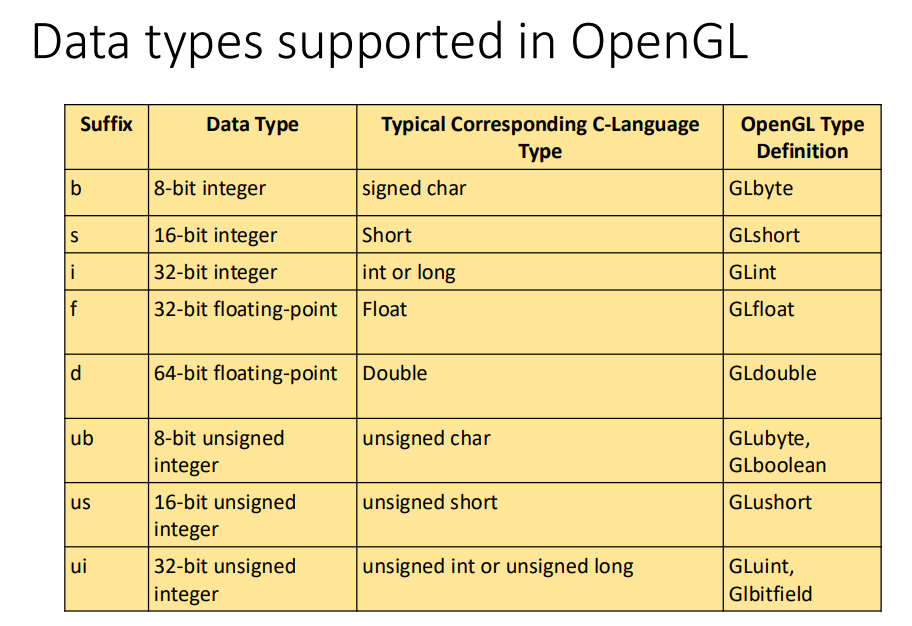 Data types supported in OpenGL
Suffix Data Type Typical Corresponding C-Language Type OpenGL Type Definition
b 8-bit integer signed char GLbyte
s 16-bit integer Short GLshort
i 32-bit integer int or long GLint
f 32-bit floating-point Float GLfloat
d 64-bit floating-point Double GLdouble
ub 8-bit unsigned integer unsigned char GLubyte, GLboolean
us 16-bit unsigned integer unsigned short GLushort
ui 32-bit unsigned integer unsigned int or unsigned long GLuint, Glbitfield